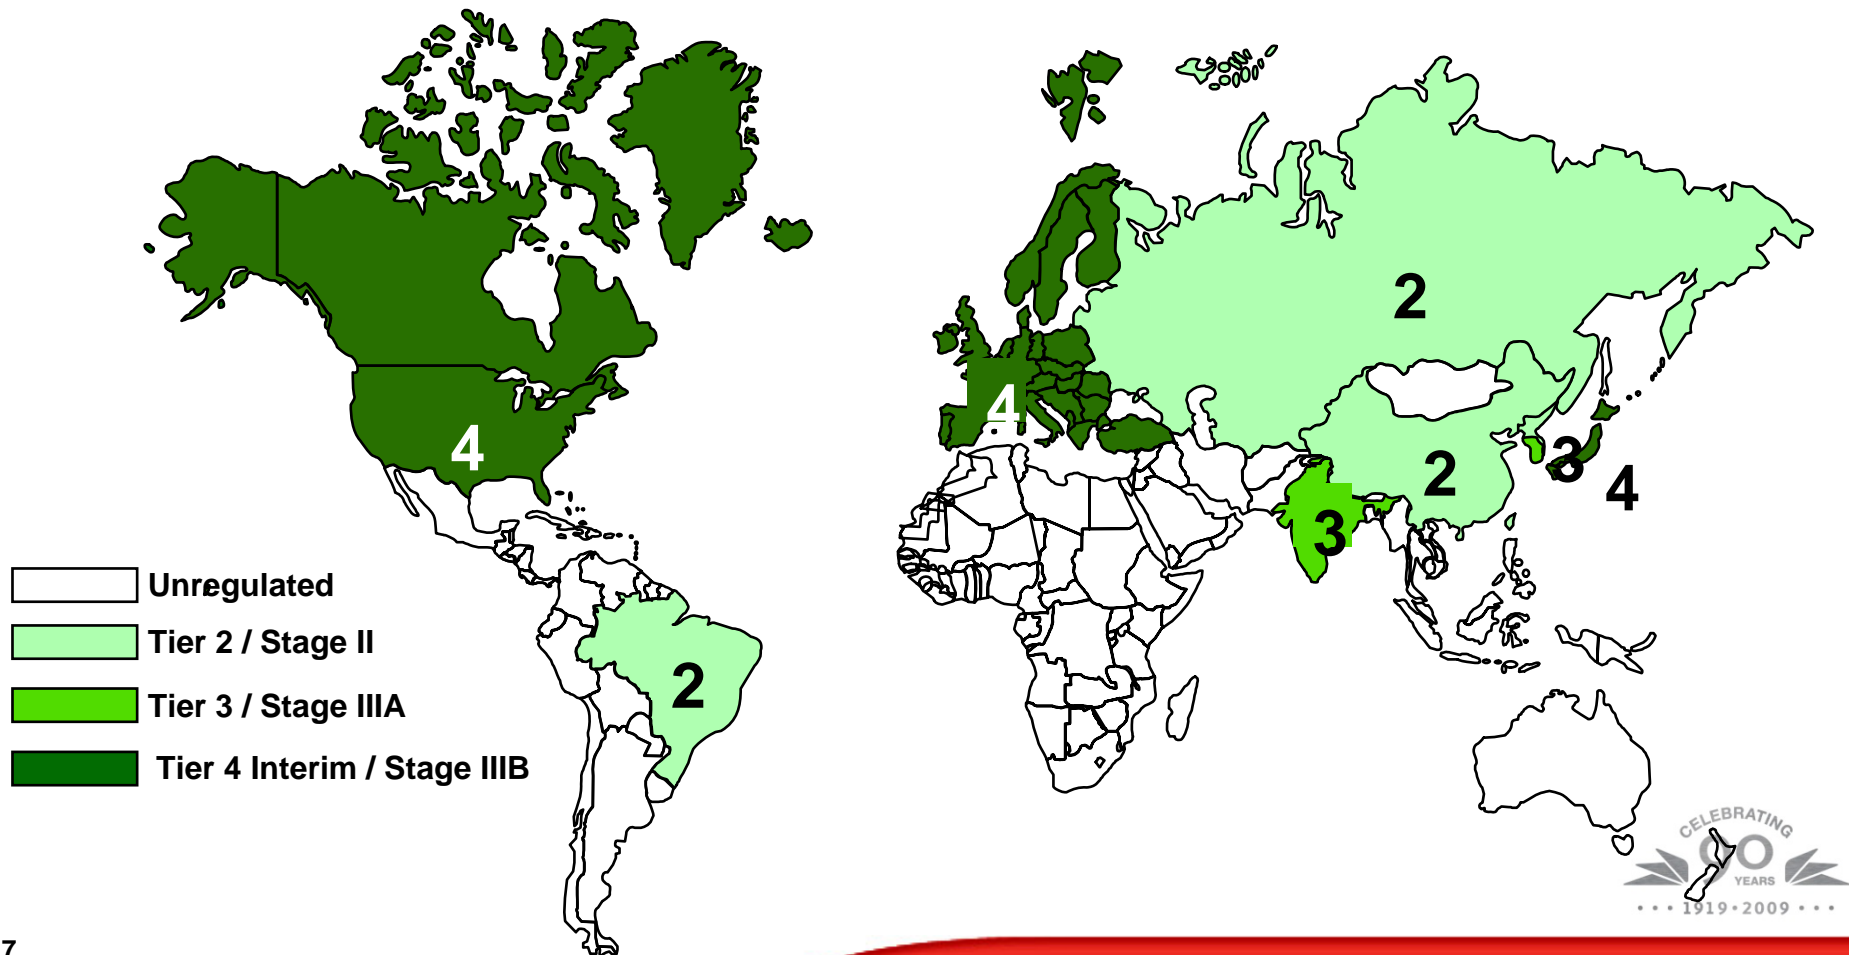 2
4
4
2
3
4
3
2
Unregulated
Tier 2 / Stage II
Tier 3 / Stage IIIA
Tier 4 Interim / Stage IIIB
CELEBRATING
90
YEARS
1919 • 2009
7